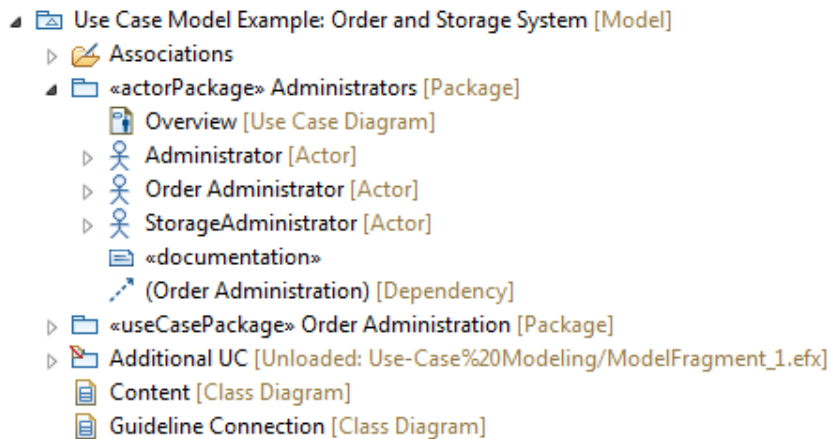 Use Case Model Example: Order and Storage System [Model]
Associations
«actorPackage» Administrators [Package]
Overview [Use Case Diagram]
Administrator [Actor]
Order Administrator [Actor]
StorageAdministrator [Actor]
«documentation»
(Order Administration) [Dependency]
«useCasePackage» Order Administration [Package]
Additional UC [Unloaded: Use-Case%20Modeling/ModelFragment_1.efx]
Content [Class Diagram]
Guideline Connection [Class Diagram]